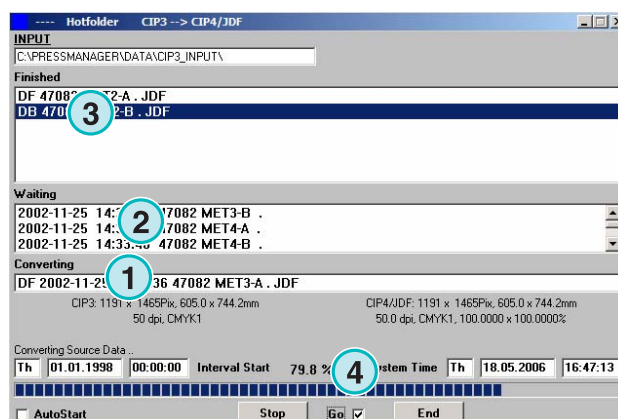 ---- Hotfolder CIP3 --> CIP4/JDF
INPUT
C:\PRESSMANAGER\DATA\CIP3_INPUT\
Finished
DF 4708 T2-A . JDF
DB 470 2-B . JDF
3
Waiting
2002-11-25 14: 47082 MET3-B .
2002-11-25 14:3 47082 MET4-A .
2002-11-25 14:33: 47082 MET4-B .
2
Converting
DF 2002-11-25 36 47082 MET3-A . JDF
1
CIP3: 1191 x 1465Pix, 605.0 x 744.2mm CIP4/JDF: 1191 x 1465Pix, 605.0 x 744.2mm
50 dpi, CMYK1 50.0 dpi, CMYK1, 100.0000 x 100.0000%
Converting Source Data ..
Th 01.01.1998 00:00:00 Interval Start 79.8 % 4 stem Time Th 18.05.2006 16:47:13
AutoStart Stop Go End